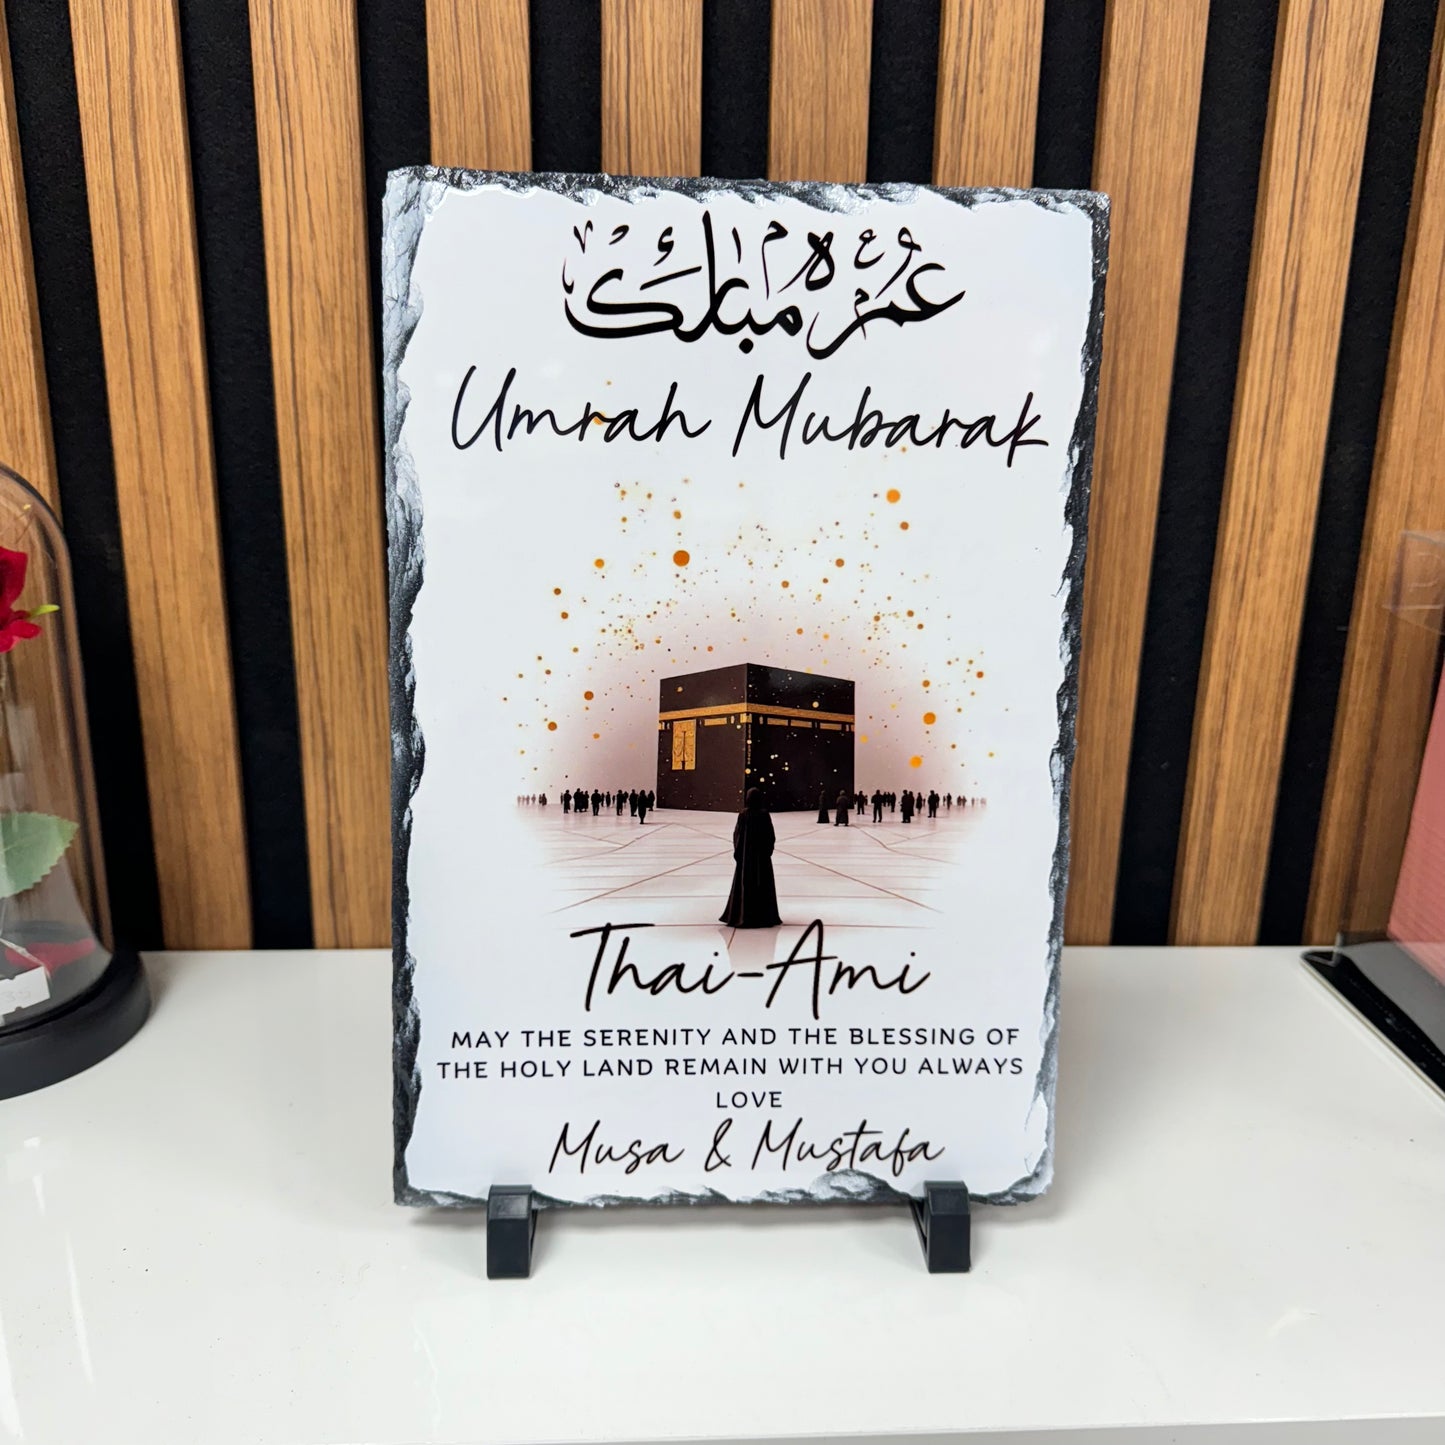 عمرة مبارك
Umrah Mubarak
Thai-Ami
MAY THE SERENITY AND THE BLESSING OF
THE HOLY LAND REMAIN WITH YOU ALWAYS
LOVE
Musa & Mustafa